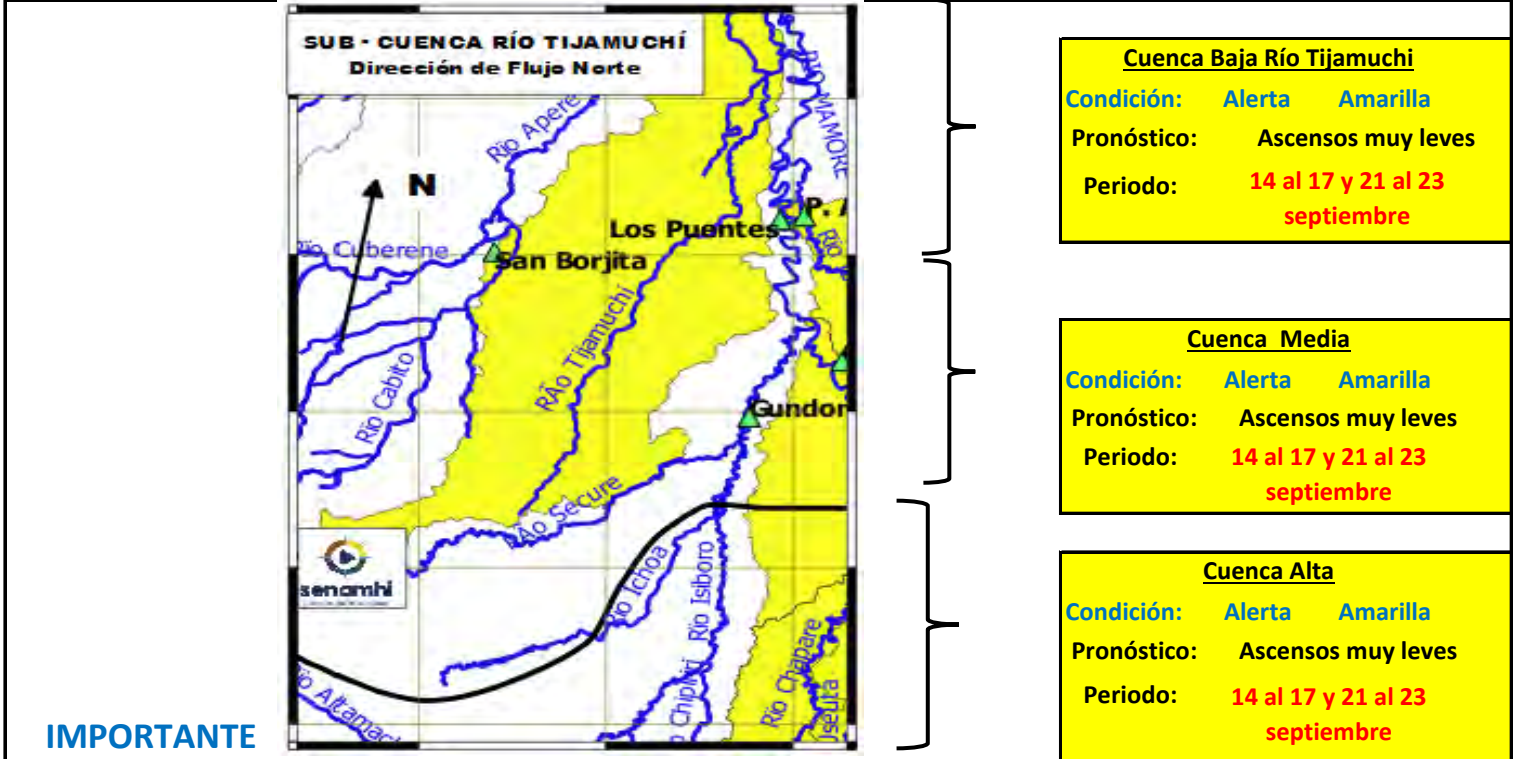 SUB - CUENCA RÍO TIJAMUCHÍ
Dirección de Flujo Norte
Río Apere
RIO MAMORE
N
P. A
Los Puentes
Río
Río Cuberene
San Borjita
RÃo Tijamuchí
Río Cabito
Gundor
RÃo Secure
senamhi
Río Ichoa
Río Isiboro
Río Chapare
Chipiriri
Río Altamac
IMPORTANTE
Cuenca Baja Río Tijamuchi
Condición: Alerta Amarilla
Pronóstico: Ascensos muy leves
Periodo: 14 al 17 y 21 al 23
septiembre
Cuenca Media
Condición: Alerta Amarilla
Pronóstico: Ascensos muy leves
Periodo: 14 al 17 y 21 al 23
septiembre
Cuenca Alta
Condición: Alerta Amarilla
Pronóstico: Ascensos muy leves
Periodo: 14 al 17 y 21 al 23
septiembre